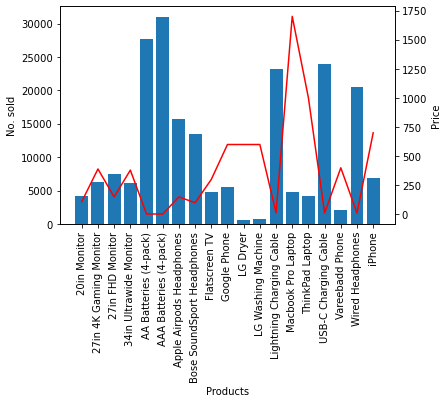 30000
25000
20000
15000
10000
5000
0
No. sold
1750
1500
1250
1000
750
500
250
0
Price
20in Monitor
27in 4K Gaming Monitor
27in FHD Monitor
34in Ultrawide Monitor
AA Batteries (4-pack)
AAA Batteries (4-pack)
Apple Airpods Headphones
Bose SoundSport Headphones
Flatscreen TV
Google Phone
LG Dryer
LG Washing Machine
Lightning Charging Cable
Macbook Pro Laptop
ThinkPad Laptop
USB-C Charging Cable
Vareebadd Phone
Wired Headphones
iPhone
Products